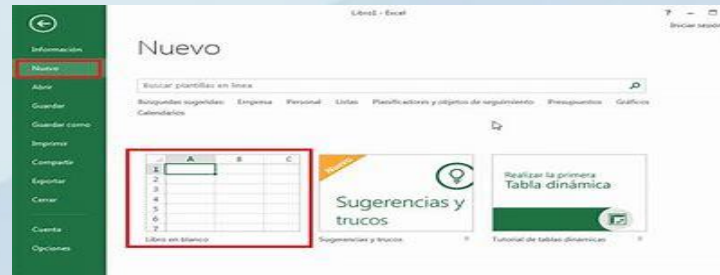 Libro1 - Excel
? – 
Iniciar sesión
Información
Nuevo
Abrir
Guardar
Guardar como
Imprimir
Compartir
Exportar
Cerrar
Cuenta
Opciones
Nuevo
Buscar plantillas en línea
Búsquedas sugeridas: Empresa Personal Listas Planificadores y objetos de seguimiento Presupuestos Gráficos
Calendarios
A B C
1
2
3
4
5
6
7
Libro en blanco
Nuevo
Sugerencias y
trucos
Sugerencias y trucos
Realizar la primera
Tabla dinámica
Tutorial de tablas dinámicas